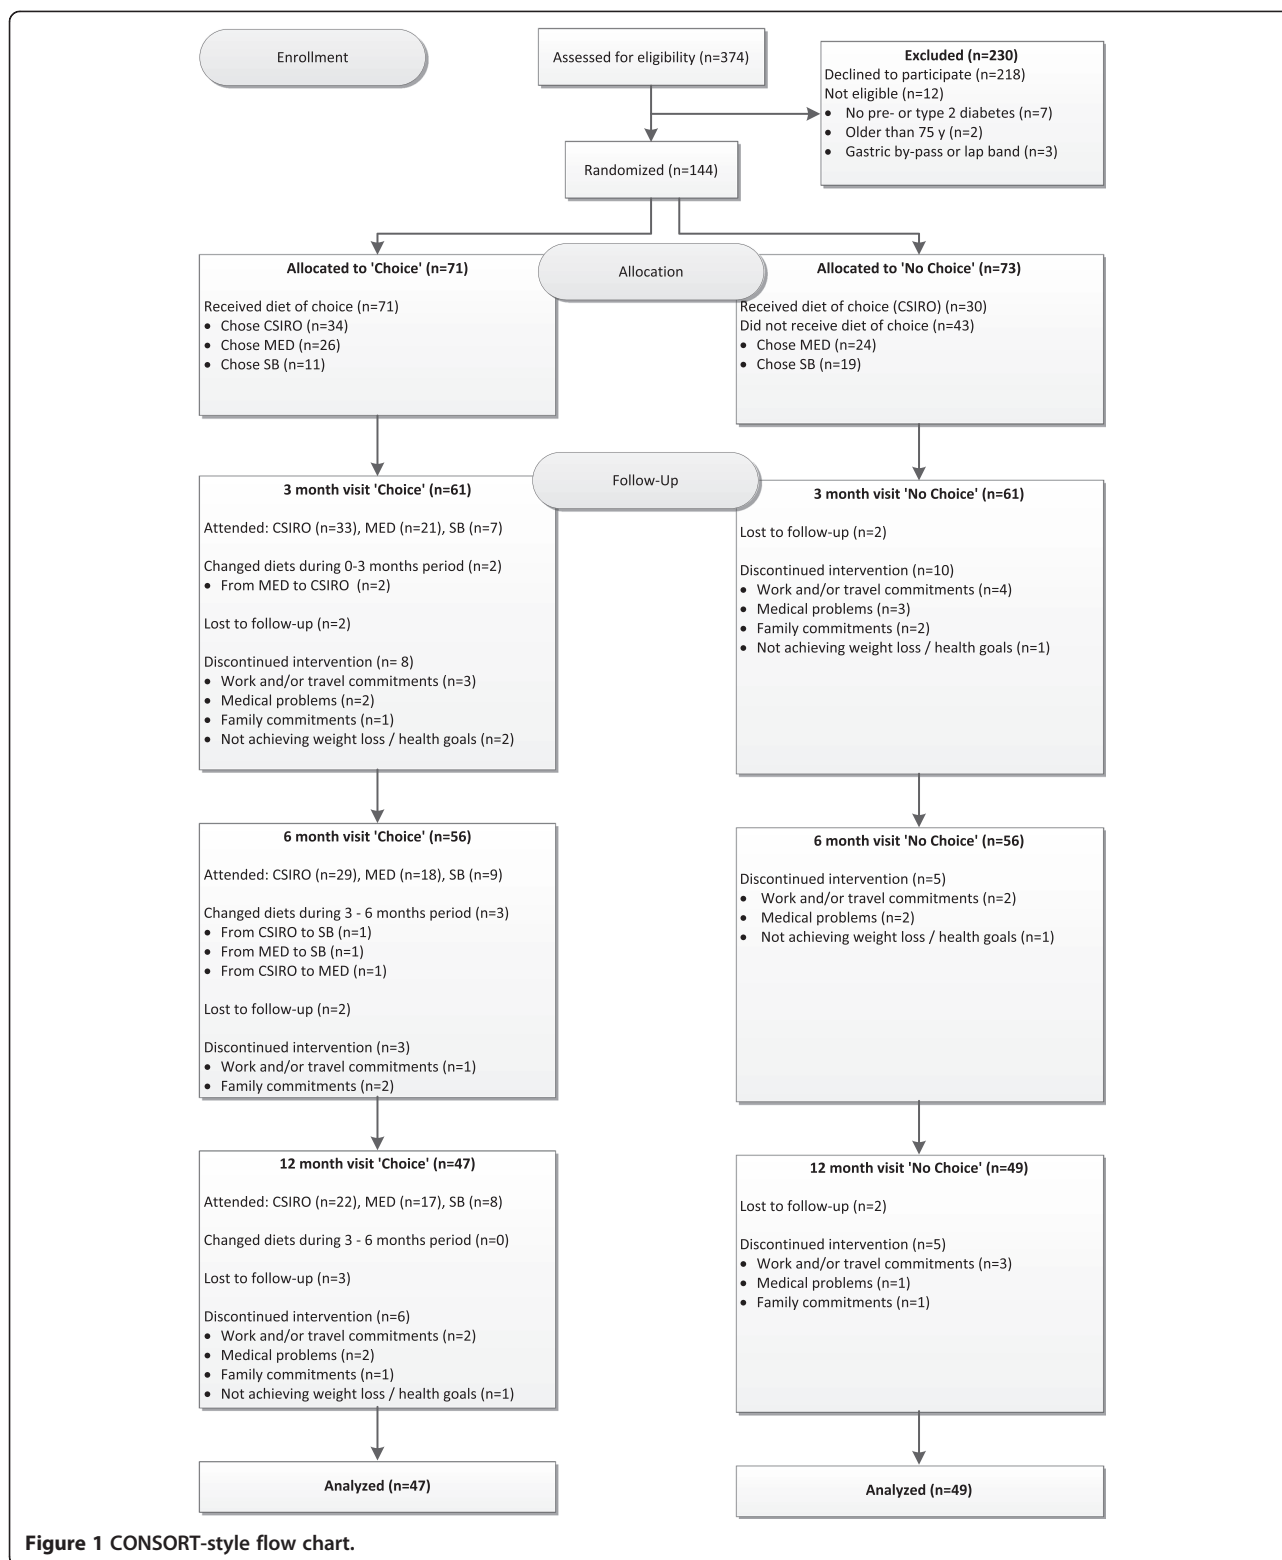 Enrollment
Assessed for eligibility (n=374)
Excluded (n=230)
Declined to participate (n=218)
Not eligible (n=12)
• No pre- or type 2 diabetes (n=7)
• Older than 75 y (n=2)
• Gastric by-pass or lap band (n=3)
Randomized (n=144)
Allocation
Allocated to 'Choice' (n=71)
Received diet of choice (n=71)
• Chose CSIRO (n=34)
• Chose MED (n=26)
• Chose SB (n=11)
Allocated to 'No Choice' (n=73)
Received diet of choice (CSIRO) (n=30)
Did not receive diet of choice (n=43)
• Chose MED (n=24)
• Chose SB (n=19)
Follow-Up
3 month visit 'Choice' (n=61)
Attended: CSIRO (n=33), MED (n=21), SB (n=7)
Changed diets during 0-3 months period (n=2)
• From MED to CSIRO (n=2)
Lost to follow-up (n=2)
Discontinued intervention (n= 8)
• Work and/or travel commitments (n=3)
• Medical problems (n=2)
• Family commitments (n=1)
• Not achieving weight loss / health goals (n=2)
3 month visit 'No Choice' (n=61)
Lost to follow-up (n=2)
Discontinued intervention (n=10)
• Work and/or travel commitments (n=4)
• Medical problems (n=3)
• Family commitments (n=2)
• Not achieving weight loss / health goals (n=1)
6 month visit 'Choice' (n=56)
Attended: CSIRO (n=29), MED (n=18), SB (n=9)
Changed diets during 3 - 6 months period (n=3)
• From CSIRO to SB (n=1)
• From MED to SB (n=1)
• From CSIRO to MED (n=1)
Lost to follow-up (n=2)
Discontinued intervention (n=3)
• Work and/or travel commitments (n=1)
• Family commitments (n=2)
6 month visit 'No Choice' (n=56)
Discontinued intervention (n=5)
• Work and/or travel commitments (n=2)
• Medical problems (n=2)
• Not achieving weight loss / health goals (n=1)
12 month visit 'Choice' (n=47)
Attended: CSIRO (n=22), MED (n=17), SB (n=8)
Changed diets during 3 - 6 months period (n=0)
Lost to follow-up (n=3)
Discontinued intervention (n=6)
• Work and/or travel commitments (n=2)
• Medical problems (n=2)
• Family commitments (n=1)
• Not achieving weight loss / health goals (n=1)
12 month visit 'No Choice' (n=49)
Lost to follow-up (n=2)
Discontinued intervention (n=5)
• Work and/or travel commitments (n=3)
• Medical problems (n=1)
• Family commitments (n=1)
Analyzed (n=47)
Analyzed (n=49)
Figure 1 CONSORT-style flow chart.